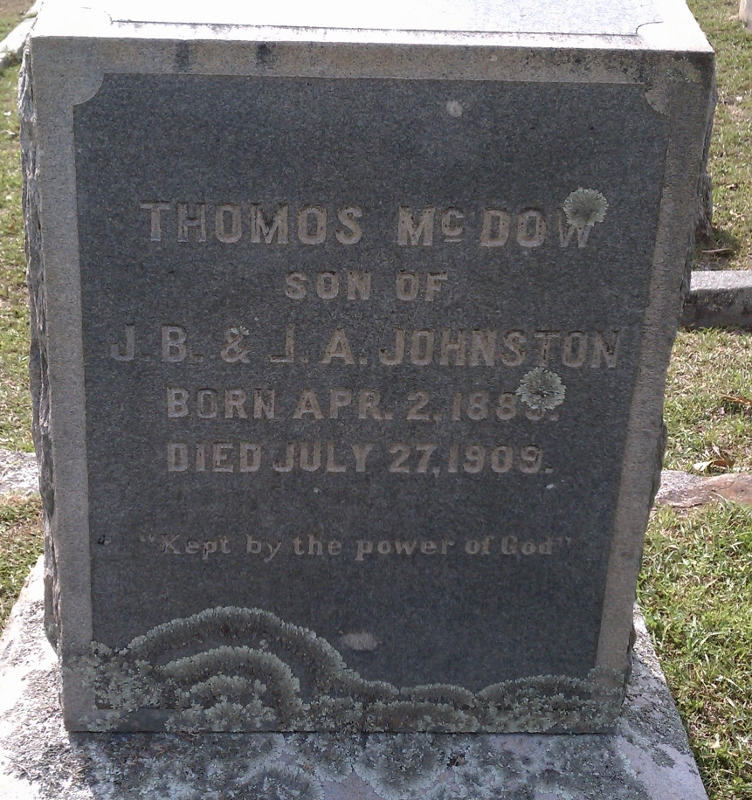 THOMOS McDOW
SON OF
J. B. & J. A. JOHNSTON
BORN APR. 2,
DIED JULY 27, 1909.
"Kept by the power of God"